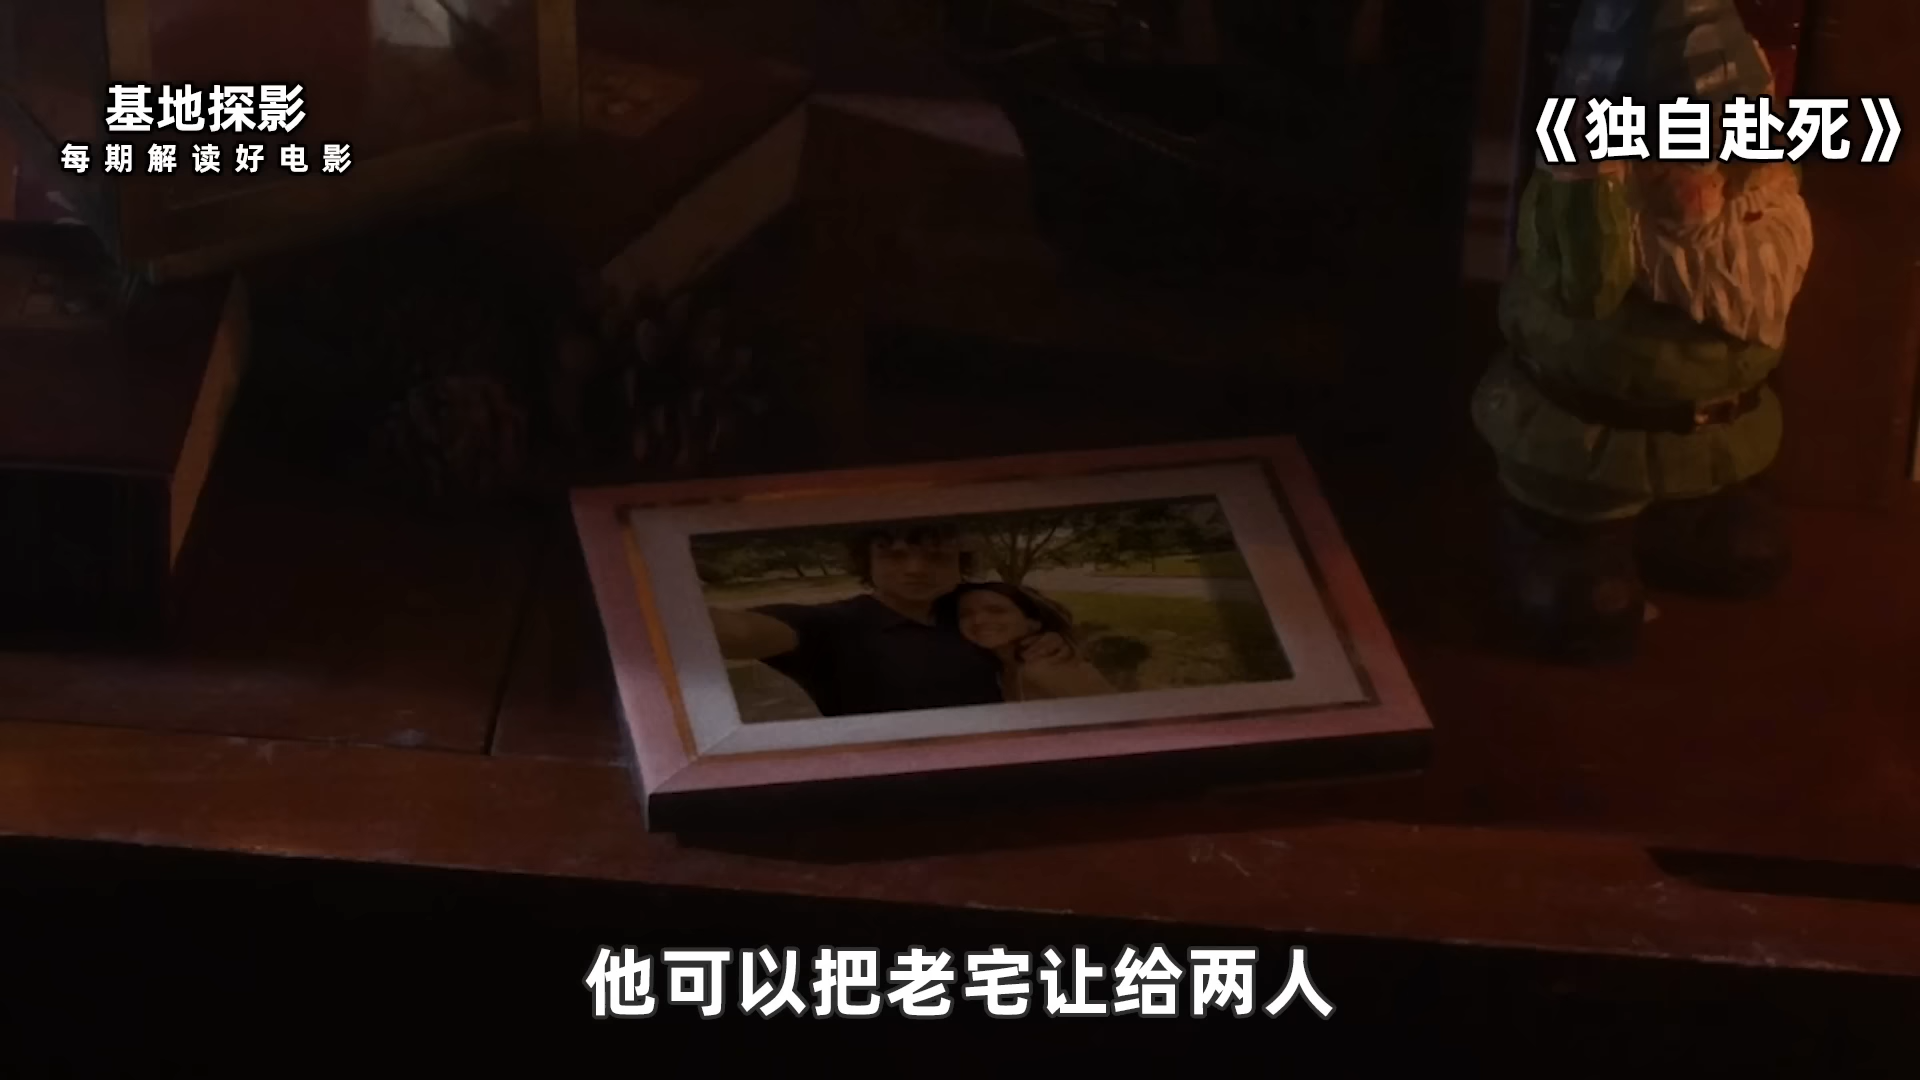 基地探影
每期解读好电影
《独自赴死》
他可以把老宅让给两人